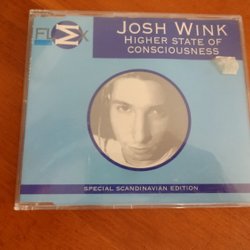 JOSH WINK
HIGHER STATE OF
CONSCIOUSNESS
SPECIAL SCANDINAVIAN EDITION